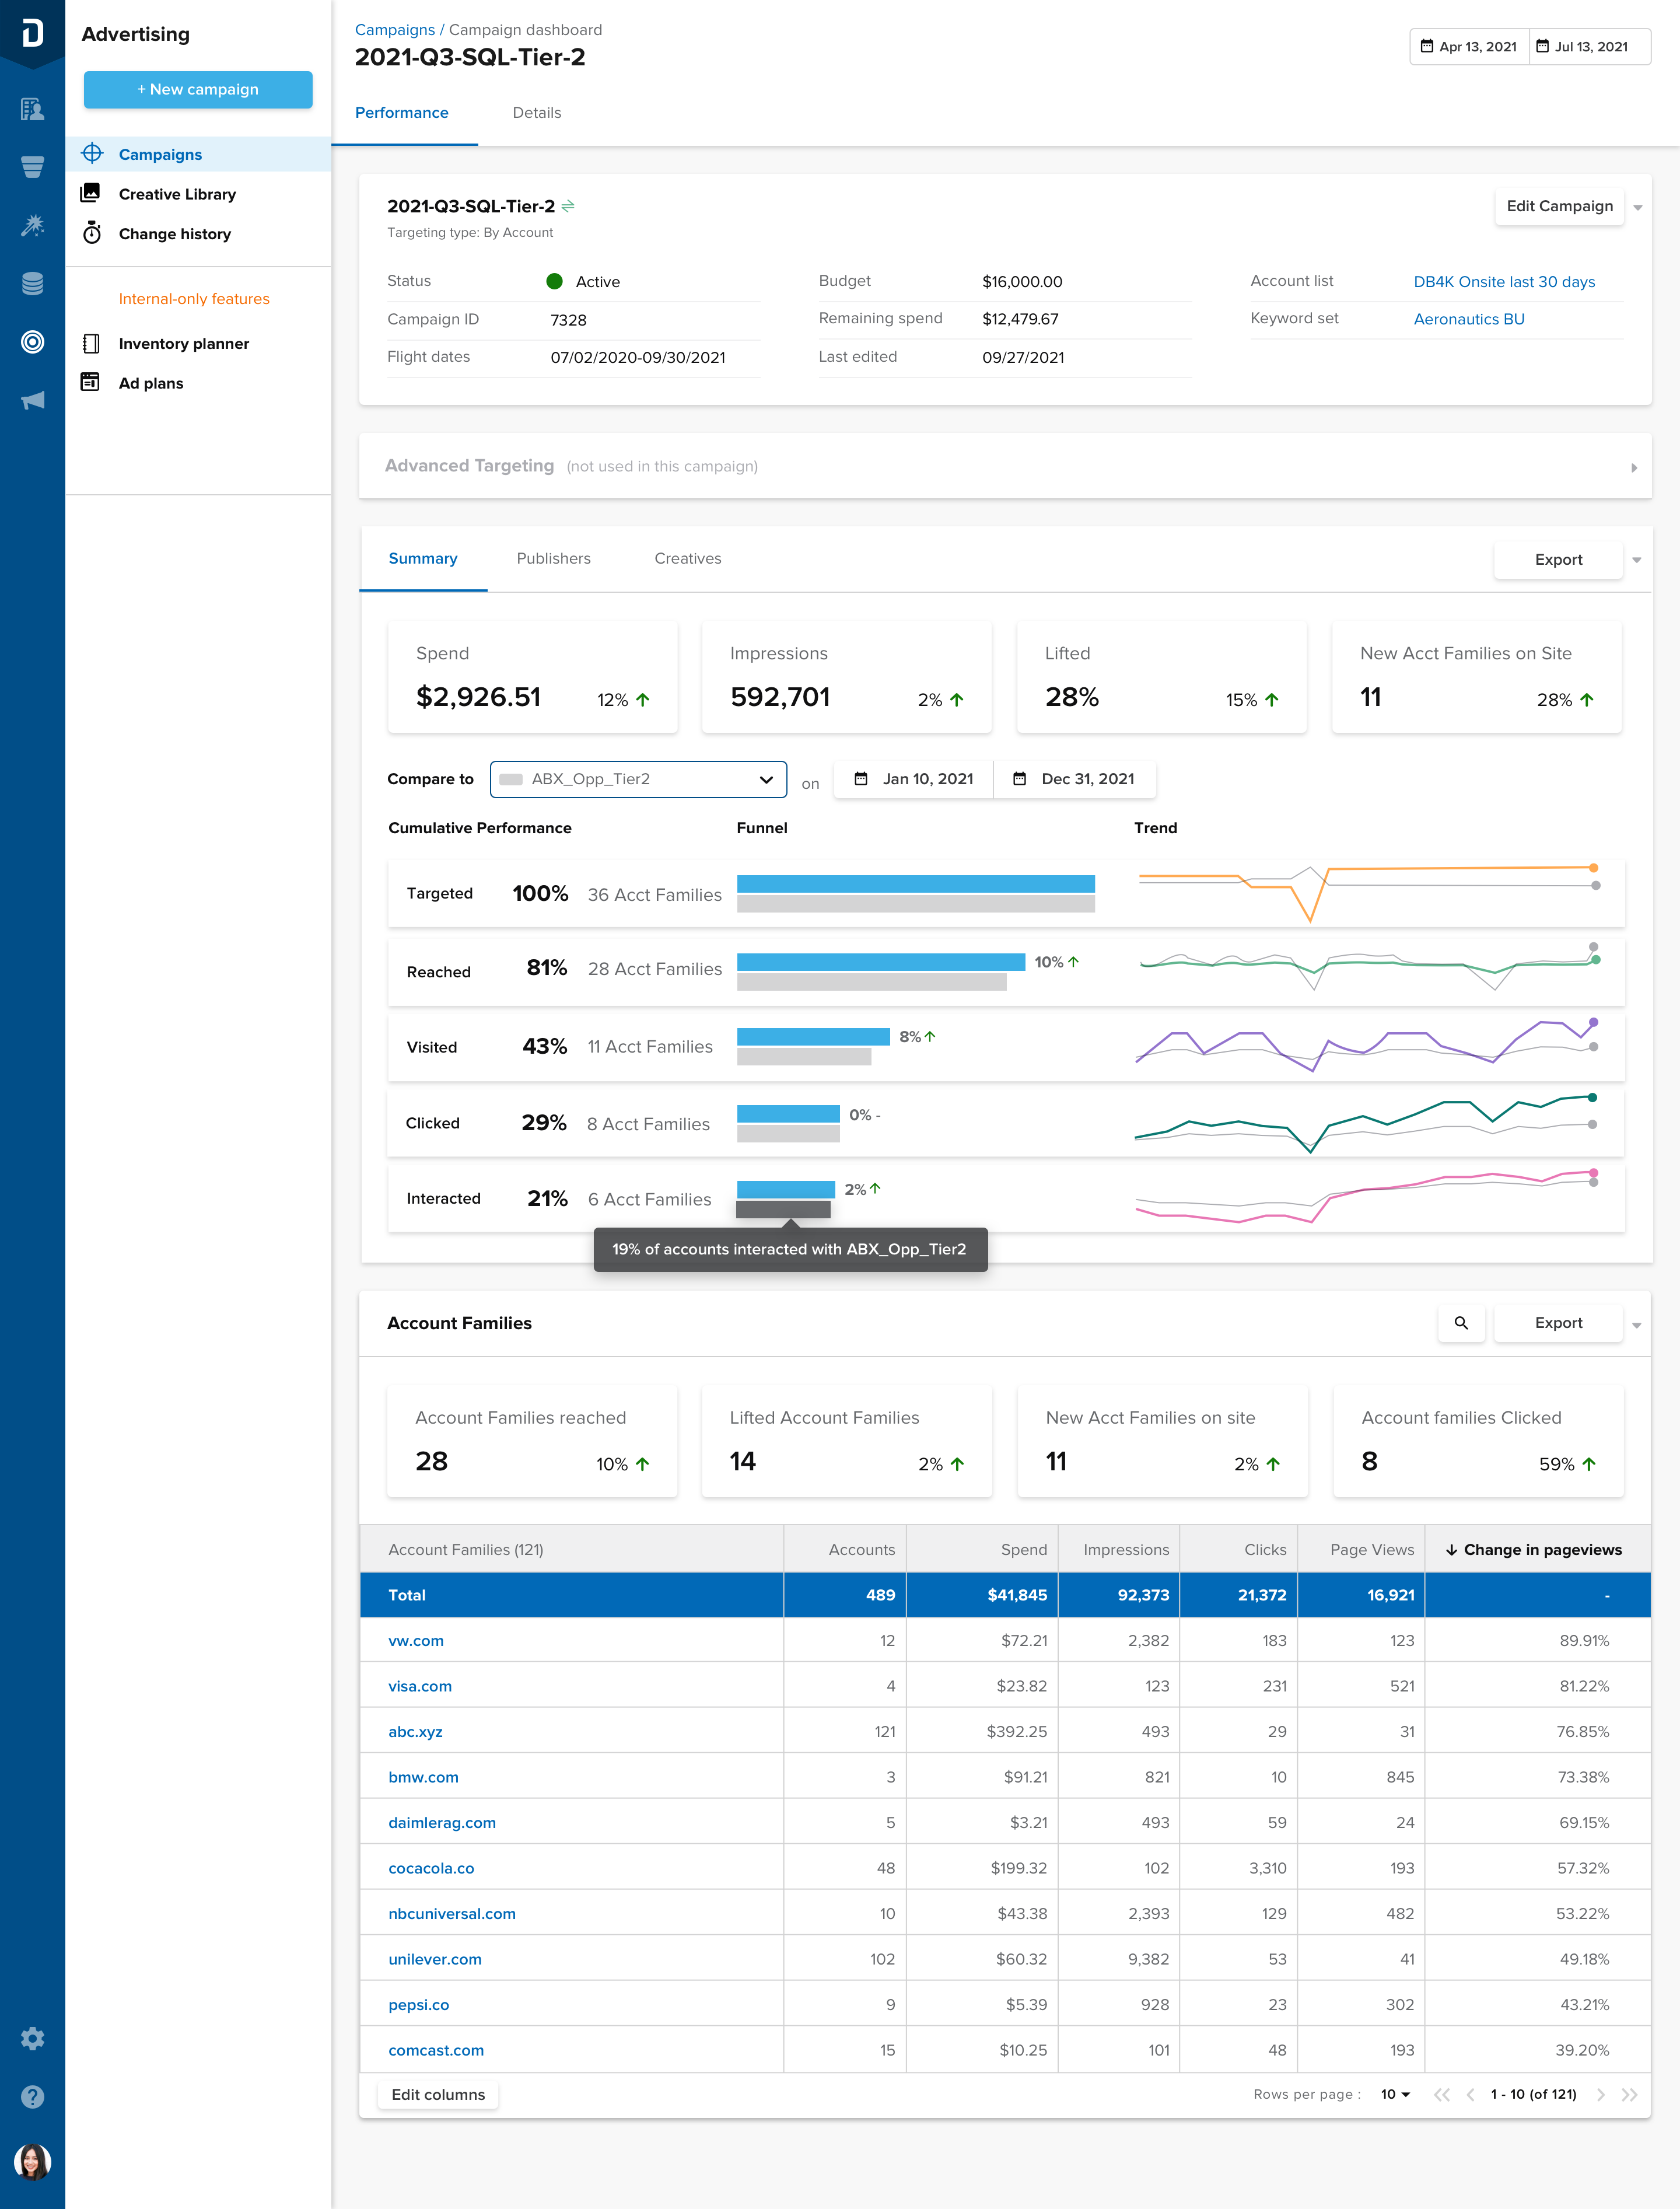 Advertising
+ New campaign
Campaigns
Creative Library
Change history
Internal-only features
Inventory planner
Ad plans
Campaigns / Campaign dashboard
2021-Q3-SQL-Tier-2
Apr 13, 2021 Jul 13, 2021
Performance Details
2021-Q3-SQL-Tier-2
Edit Campaign
Targeting type: By Account
Status Active Budget $16,000.00 Account list DB4K Onsite last 30 days
Campaign ID 7328 Remaining spend $12,479.67 Keyword set Aeronautics BU
Flight dates 07/02/2020-09/30/2021 Last edited 09/27/2021
Advanced Targeting (not used in this campaign)
Summary Publishers Creatives Export
Spend Impressions Lifted New Acct Families on Site
$2,926.51 12% 592,701 2% 28% 15% 11 28%
Compare to ABX_Opp_Tier2 on Jan 10, 2021 Dec 31, 2021
Cumulative Performance Funnel Trend
Targeted 100% 36 Acct Families
Reached 81% 28 Acct Families 10%
Visited 43% 11 Acct Families 8%
Clicked 29% 8 Acct Families 0% -
Interacted 21% 6 Acct Families 2%
19% of accounts interacted with ABX_Opp_Tier2
Account Families Export
Account Families reached Lifted Account Families New Acct Families on site Account families Clicked
28 10% 14 2% 11 2% 8 59%
Account Families (121) Accounts Spend Impressions Clicks Page Views Change in pageviews
Total 489 $41,845 92,373 21,372 16,921 -
vw.com 12 $72.21 2,382 183 123 89.91%
visa.com 4 $23.82 123 231 521 81.22%
abc.xyz 121 $392.25 493 29 31 76.85%
bmw.com 3 $91.21 821 10 845 73.38%
daimlerag.com 5 $3.21 493 59 24 69.15%
cocacola.co 48 $199.32 102 3,310 193 57.32%
nbcuniversal.com 10 $43.38 2,393 129 482 53.22%
unilever.com 102 $60.32 9,382 53 41 49.18%
pepsi.co 9 $5.39 928 23 302 43.21%
comcast.com 15 $10.25 101 48 193 39.20%
Edit columns Rows per page : 10 1 - 10 (of 121)